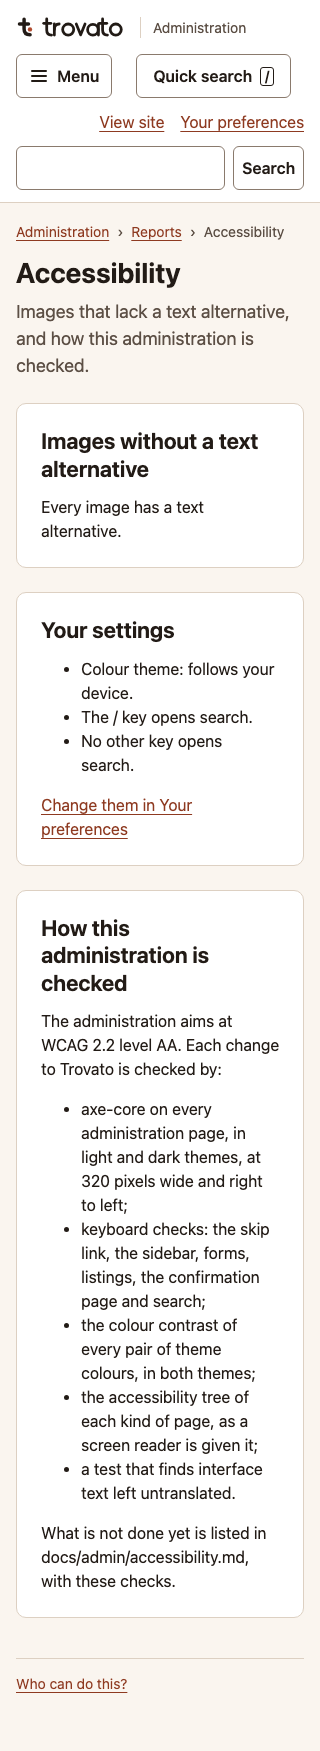 trovato
Administration
Menu
Quick search /
View site Your preferences
Search
Administration › Reports › Accessibility
Accessibility
Images that lack a text alternative,
and how this administration is
checked.
Images without a text
alternative
Every image has a text
alternative.
Your settings
• Colour theme: follows your
device.
• The / key opens search.
• No other key opens
search.
Change them in Your
preferences
How this
administration is
checked
The administration aims at
WCAG 2.2 level AA. Each change
to Trovato is checked by:
• axe-core on every
administration page, in
light and dark themes, at
320 pixels wide and right
to left;
• keyboard checks: the skip
link, the sidebar, forms,
listings, the confirmation
page and search;
• the colour contrast of
every pair of theme
colours, in both themes;
• the accessibility tree of
each kind of page, as a
screen reader is given it;
• a test that finds interface
text left untranslated.
What is not done yet is listed in
docs/admin/accessibility.md,
with these checks.
Who can do this?